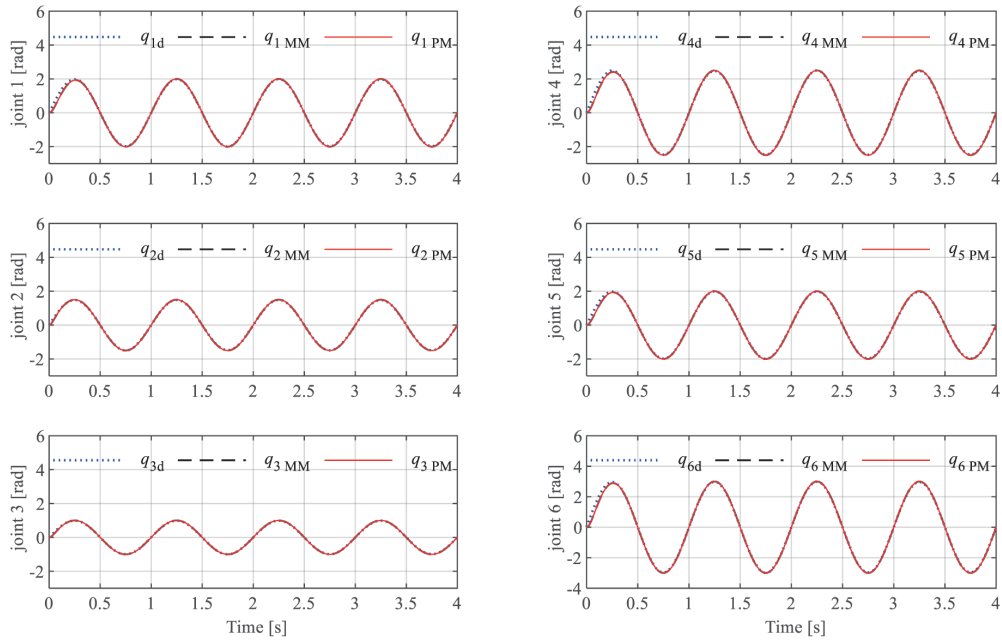 6
q1d q1 MM q1 PM
4
2
0
-2
joint 1 [rad]
0 0.5 1 1.5 2 2.5 3 3.5 4
6
q4d q4 MM q4 PM
4
2
0
-2
joint 4 [rad]
0 0.5 1 1.5 2 2.5 3 3.5 4
6
q2d q2 MM q2 PM
4
2
0
-2
joint 2 [rad]
0 0.5 1 1.5 2 2.5 3 3.5 4
6
q5d q5 MM q5 PM
4
2
0
-2
joint 5 [rad]
0 0.5 1 1.5 2 2.5 3 3.5 4
6
q3d q3 MM q3 PM
4
2
0
-2
joint 3 [rad]
0 0.5 1 1.5 2 2.5 3 3.5 4
Time [s]
6
q6d q6 MM q6 PM
4
2
0
-2
-4
joint 6 [rad]
0 0.5 1 1.5 2 2.5 3 3.5 4
Time [s]